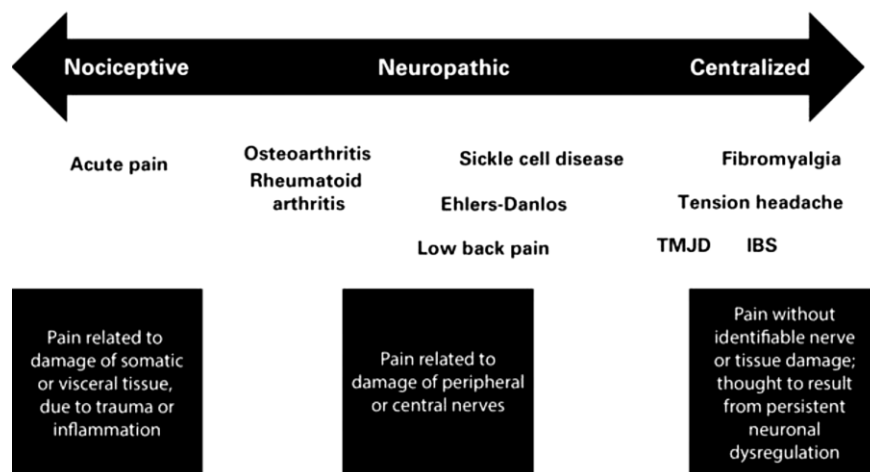 Nociceptive Neuropathic Centralized
Acute pain
Osteoarthritis
Rheumatoid
arthritis
Sickle cell disease
Ehlers-Danlos
Low back pain
Fibromyalgia
Tension headache
TMJD IBS
Pain related to
damage of somatic
or visceral tissue,
due to trauma or
inflammation
Pain related to
damage of peripheral
or central nerves
Pain without
identifiable nerve
or tissue damage;
thought to result
from persistent
neuronal
dysregulation